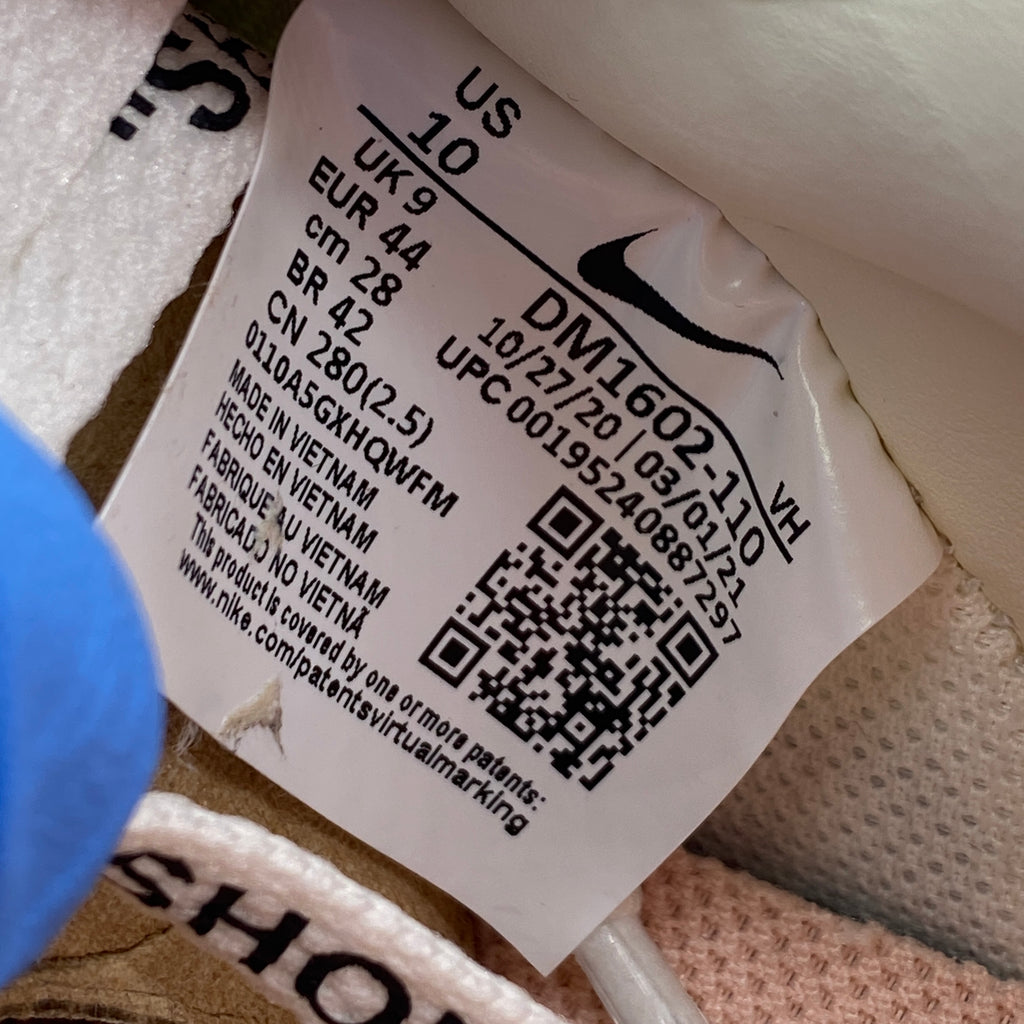 US
10
UK 9
EUR 44
cm 28
BR 42
CN 280(2.5)
0110A5GXHQWFM
MADE IN VIETNAM
HECHO EN VIETNAM
FABRIQUE AU VIETNAM
FABRICADO NO VIETNÃ
This product is covered by one or more patents:
www.nike.com/patentsvirtualmarking
VH
DM1602-110
10/27/20 | 03/01/21
UPC 00195240887297